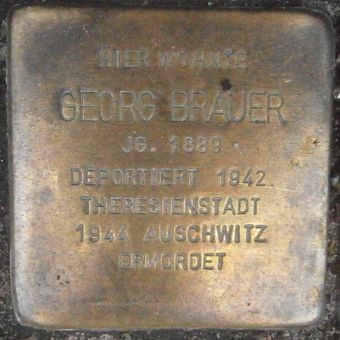 HIER WOHNTE
GEORG BRAUER
JG. 1889
DEPORTIERT 1942
THERESIENSTADT
1944 AUSCHWITZ
ERMORDET